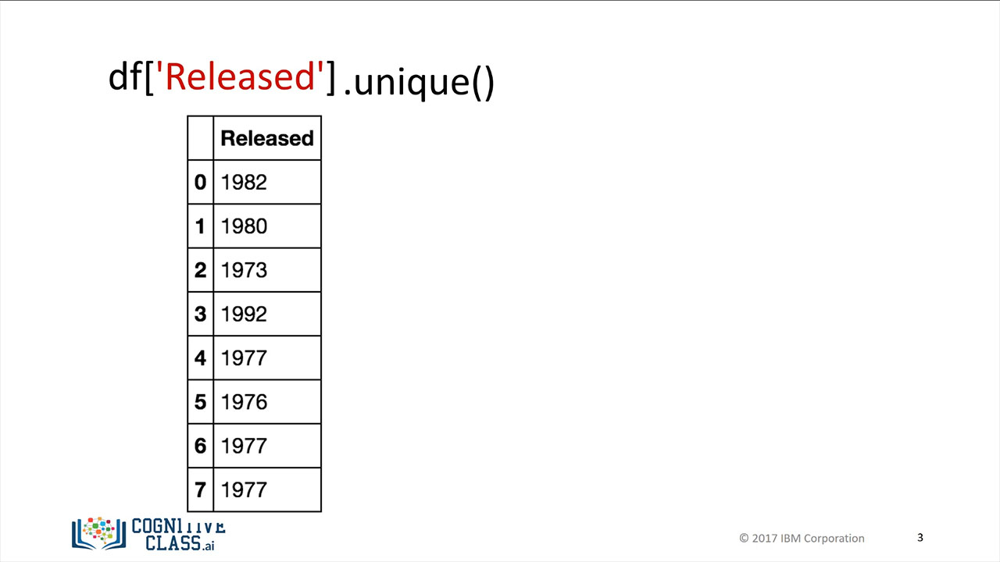 df['Released'].unique()
Released
0 1982
1 1980
2 1973
3 1992
4 1977
5 1976
6 1977
7 1977
COGNITIVE
CLASS.ai
© 2017 IBM Corporation 3